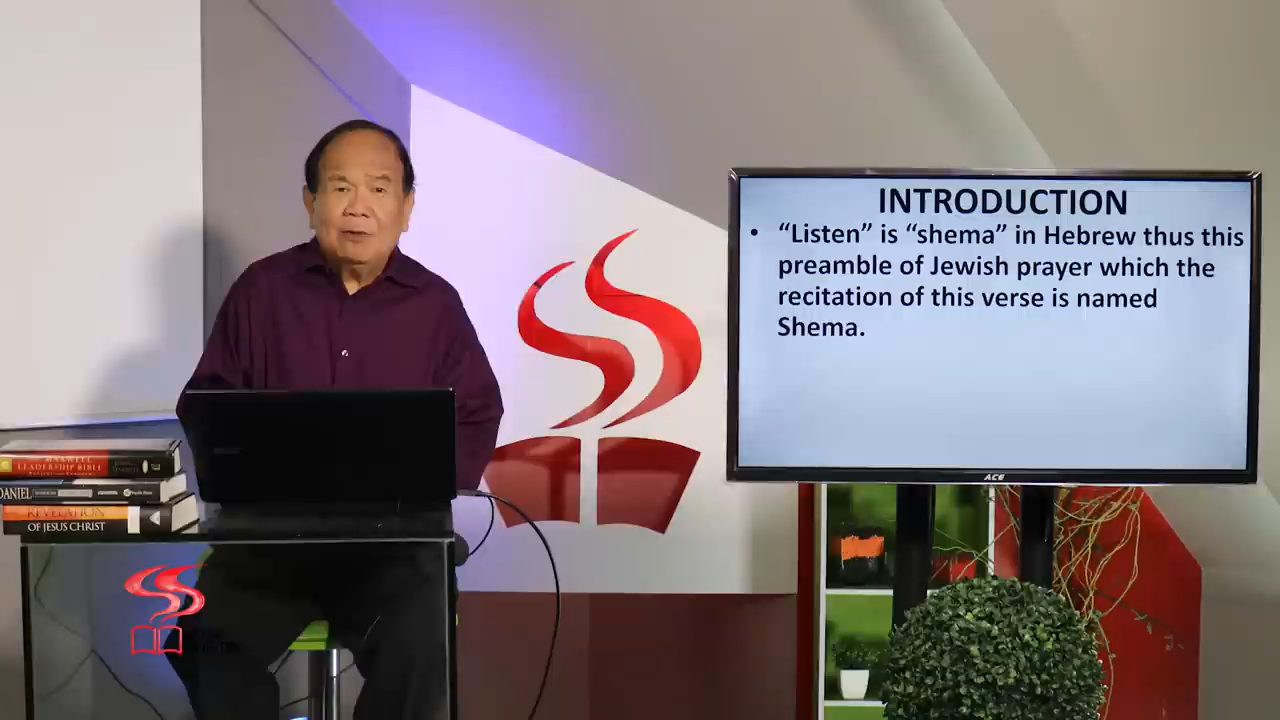 INTRODUCTION
• “Listen” is “shema” in Hebrew thus this
preamble of Jewish prayer which the
recitation of this verse is named
Shema.
ACE
MAXWELL
LEADERSHIP BIBLE
DANIEL
REVELATION
OF JESUS CHRIST